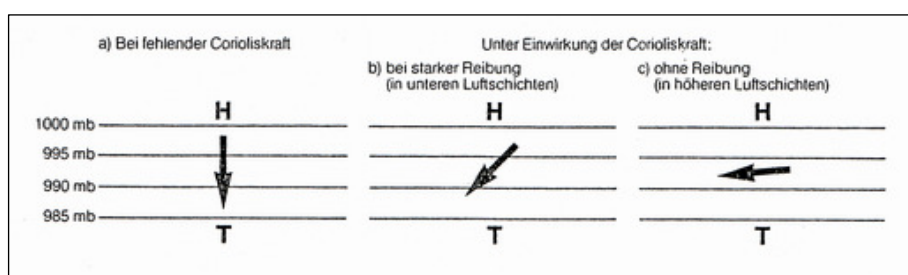 a) Bei fehlender Corioliskraft
Unter Einwirkung der Corioliskraft:
b) bei starker Reibung
(in unteren Luftschichten)
c) ohne Reibung
(in höheren Luftschichten)
H
H
H
1000 mb
995 mb
990 mb
985 mb
T
T
T